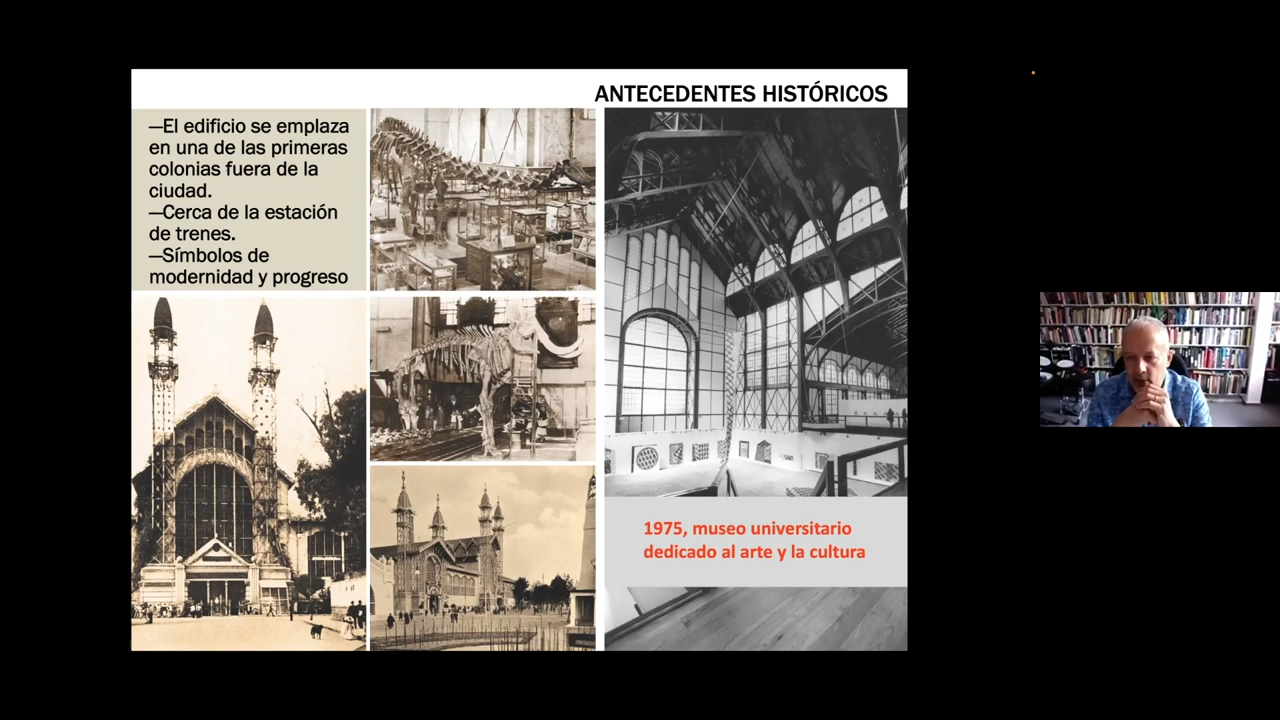 ANTECEDENTES HISTÓRICOS
—El edificio se emplaza
en una de las primeras
colonias fuera de la
ciudad.
—Cerca de la estación
de trenes.
—Símbolos de
modernidad y progreso
1975, museo universitario
dedicado al arte y la cultura